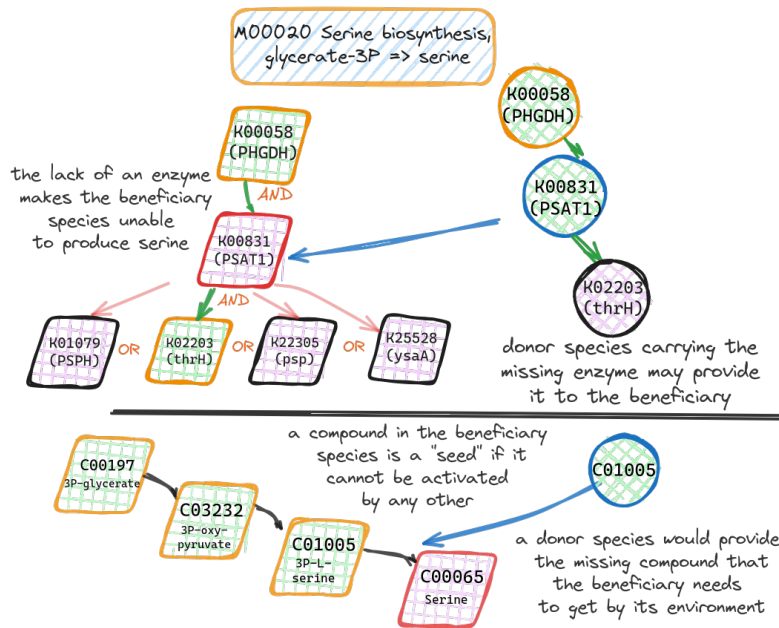 M00020 Serine biosynthesis,
glycerate-3P => serine
K00058
(PHGDH)
K00058
(PHGDH)
the lack of an enzyme
makes the beneficiary
species unable
to produce serine
AND
K00831
(PSAT1)
K00831
(PSAT1)
AND
K02203
(thrH)
K01079
(PSPH)
OR
K02203
(thrH)
OR
K22305
(psp)
OR
K25528
(ysaA)
donor species carrying the
missing enzyme may provide
it to the beneficiary
a compound in the beneficiary
species is a "seed" if it
cannot be activated
by any other
C00197
3P-glycerate
C03232
3P-oxy-
pyruvate
C01005
3P-L-
serine
C00065
Serine
C01005
a donor species would provide
the missing compound that
the beneficiary needs
to get by its environment